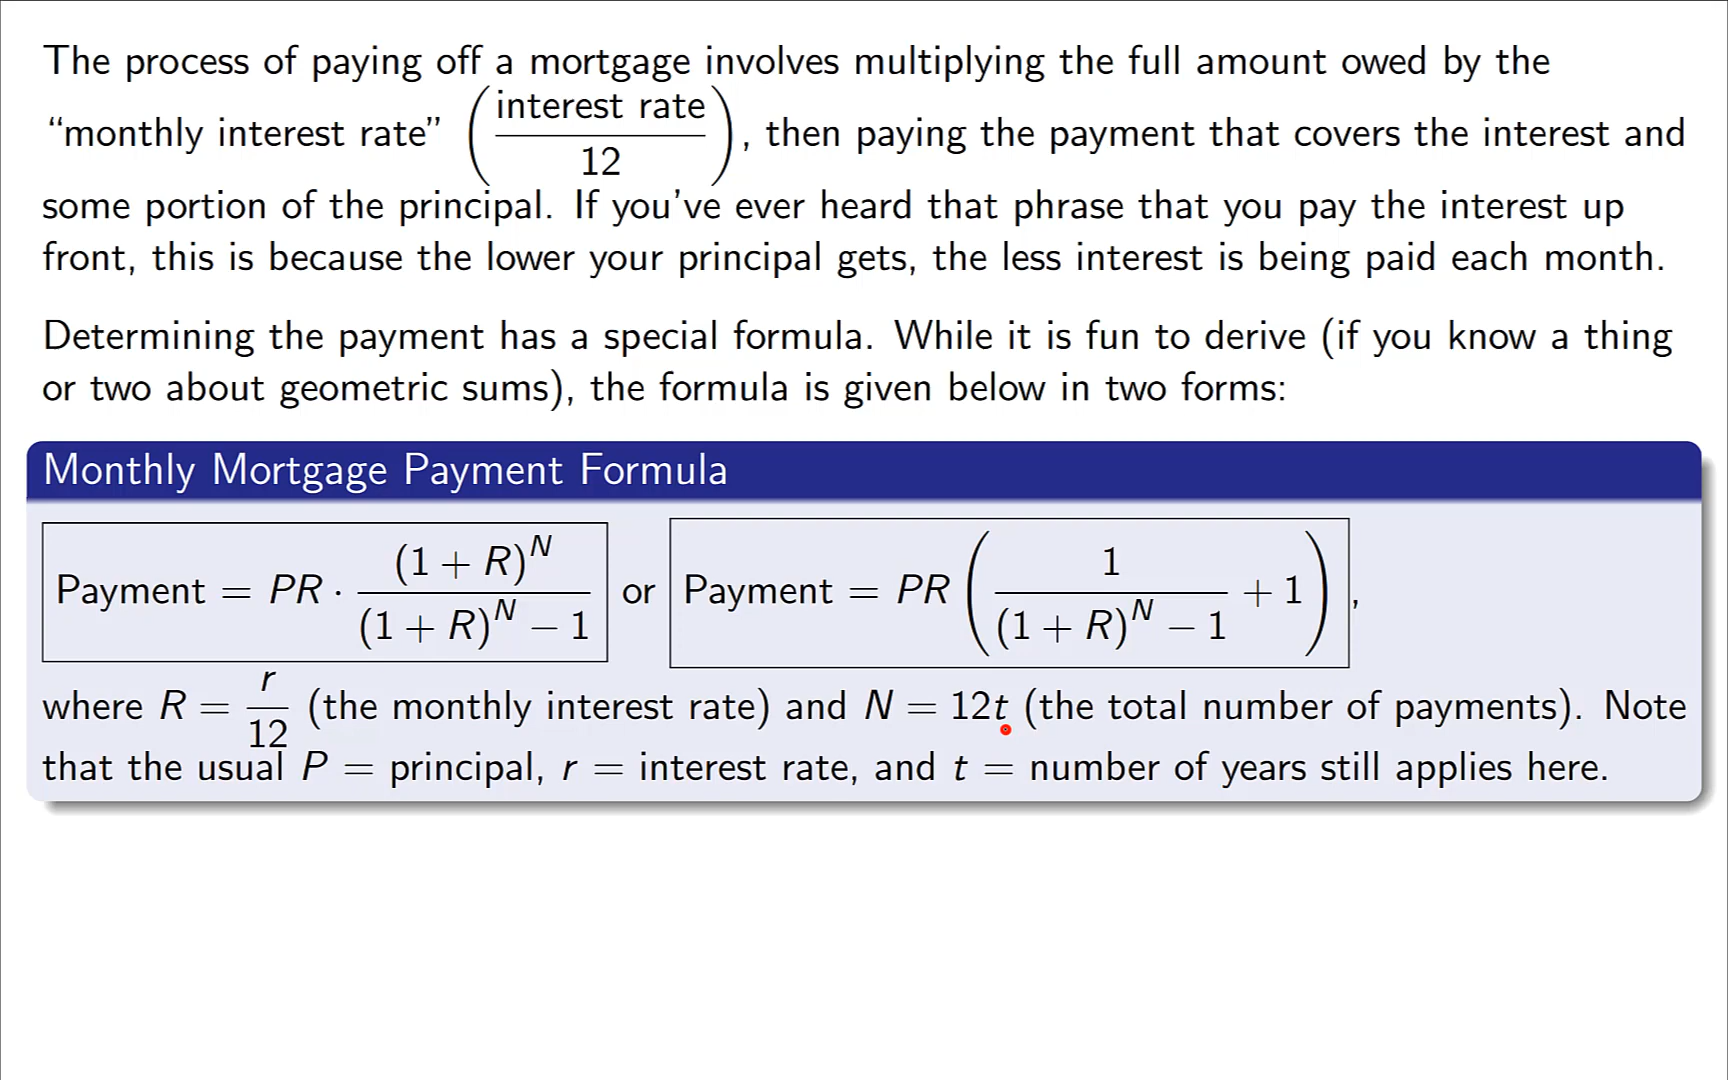 The process of paying off a mortgage involves multiplying the full amount owed by the
“monthly interest rate” (interest rate / 12), then paying the payment that covers the interest and
some portion of the principal. If you’ve ever heard that phrase that you pay the interest up
front, this is because the lower your principal gets, the less interest is being paid each month.
Determining the payment has a special formula. While it is fun to derive (if you know a thing
or two about geometric sums), the formula is given below in two forms:
Monthly Mortgage Payment Formula
Payment = PR · (1 + R)^N / ((1 + R)^N − 1) or Payment = PR (1 / ((1 + R)^N − 1) + 1),
where R = r / 12 (the monthly interest rate) and N = 12t (the total number of payments). Note
that the usual P = principal, r = interest rate, and t = number of years still applies here.